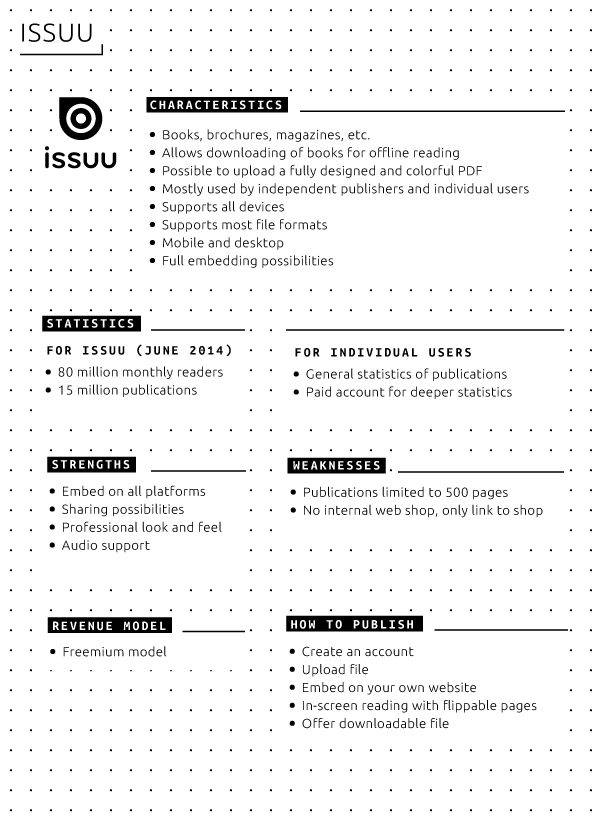 ISSUU
issuu
CHARACTERISTICS
• Books, brochures, magazines, etc.
• Allows downloading of books for offline reading
• Possible to upload a fully designed and colorful PDF
• Mostly used by independent publishers and individual users
• Supports all devices
• Supports most file formats
• Mobile and desktop
• Full embedding possibilities
STATISTICS
FOR ISSUU (JUNE 2014)
• 80 million monthly readers
• 15 million publications
FOR INDIVIDUAL USERS
• General statistics of publications
• Paid account for deeper statistics
STRENGTHS
• Embed on all platforms
• Sharing possibilities
• Professional look and feel
• Audio support
WEAKNESSES
• Publications limited to 500 pages
• No internal web shop, only link to shop
REVENUE MODEL
• Freemium model
HOW TO PUBLISH
• Create an account
• Upload file
• Embed on your own website
• In-screen reading with flippable pages
• Offer downloadable file